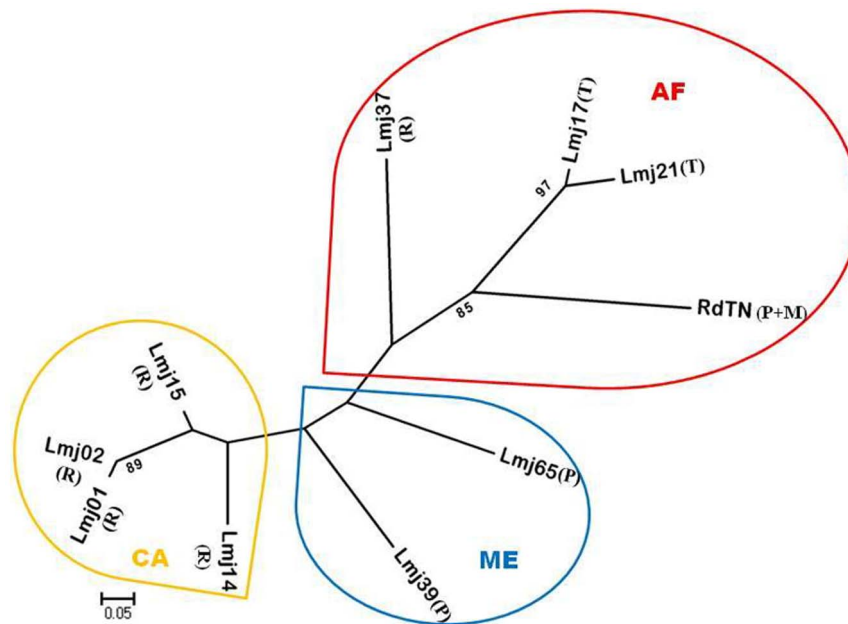 AF
Lmj37
(R)
Lmj17(T)
97
Lmj21(T)
85
RdTN (P+M)
Lmj15
(R)
Lmj02
(R)
89
Lmj01
(R)
Lmj14
(R)
CA
0.05
Lmj65(P)
Lmj39(P)
ME